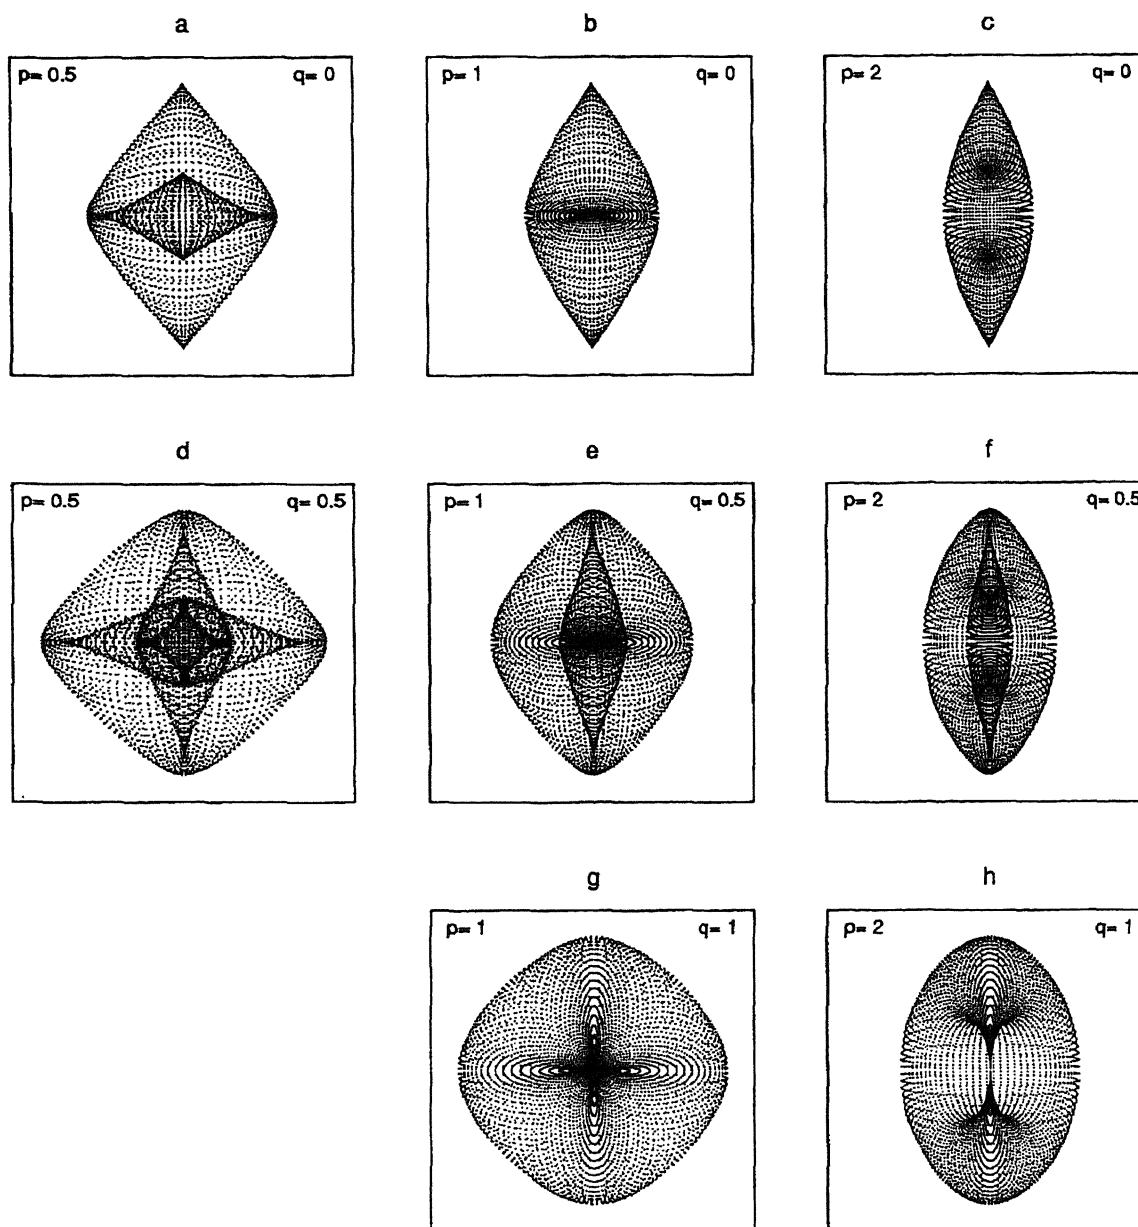 a b c
p= 0.5 q= 0 p= 1 q= 0 p= 2 q= 0
d e f
p= 0.5 q= 0.5 p= 1 q= 0.5 p= 2 q= 0.5
g h
p= 1 q= 1 p= 2 q= 1